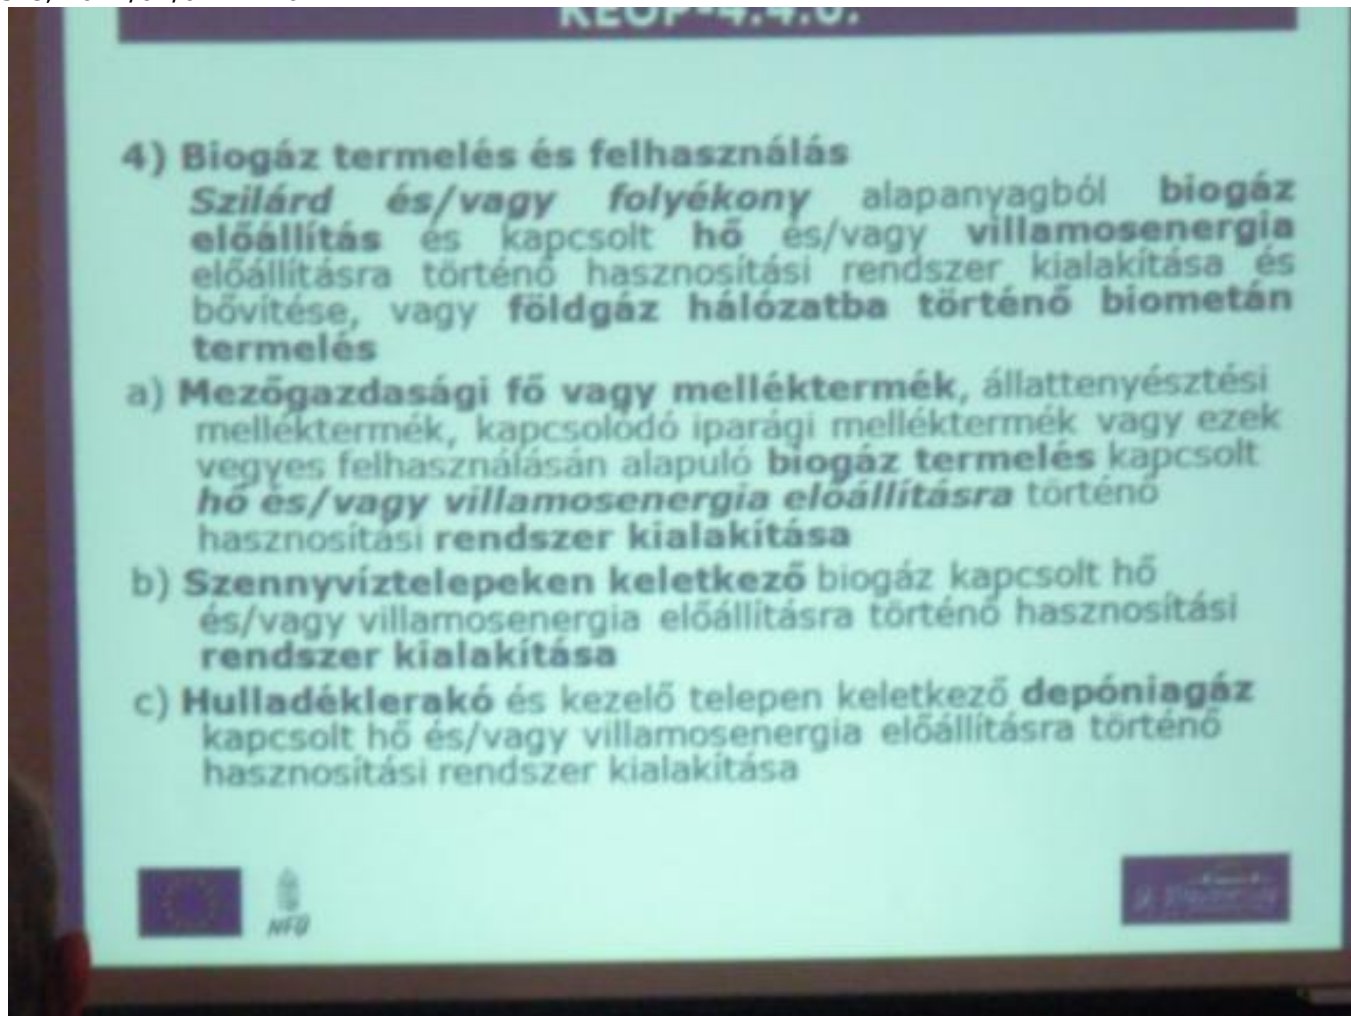 KEOP-4.4.0.
4) Biogáz termelés és felhasználás
Szilárd és/vagy folyékony alapanyagból biogáz
előállítás és kapcsolt hő és/vagy villamosenergia
előállításra történő hasznosítási rendszer kialakítása és
bővítése, vagy földgáz hálózatba történő biometán
termelés
a) Mezőgazdasági fő vagy melléktermék, állattenyésztési
melléktermék, kapcsolódó iparági melléktermék vagy ezek
vegyes felhasználásán alapuló biogáz termelés kapcsolt
hő és/vagy villamosenergia előállításra történő
hasznosítási rendszer kialakítása
b) Szennyvíztelepeken keletkező biogáz kapcsolt hő
és/vagy villamosenergia előállításra történő hasznosítási
rendszer kialakítása
c) Hulladéklerakó és kezelő telepen keletkező depóniagáz
kapcsolt hő és/vagy villamosenergia előállításra történő
hasznosítási rendszer kialakítása
NFÜ